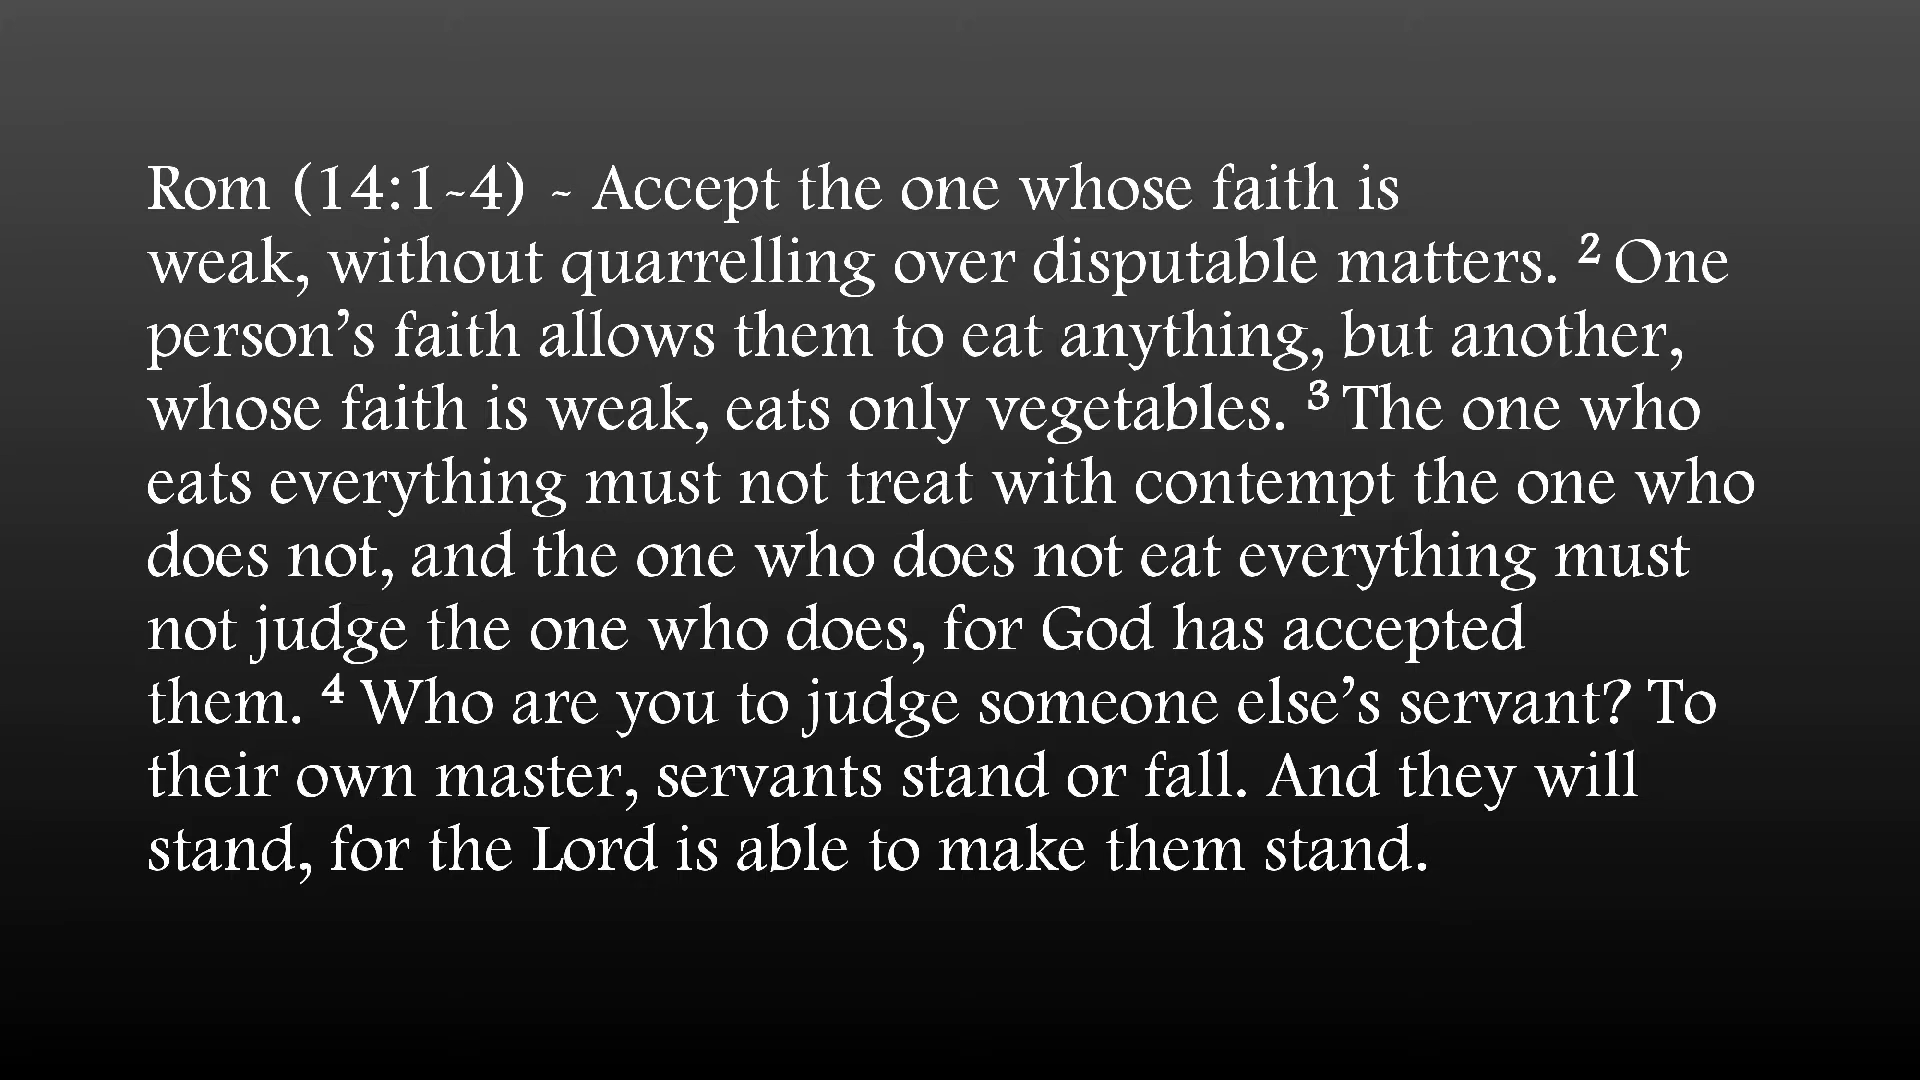 Rom (14:1-4) - Accept the one whose faith is
weak, without quarrelling over disputable matters. ² One
person’s faith allows them to eat anything, but another,
whose faith is weak, eats only vegetables. ³ The one who
eats everything must not treat with contempt the one who
does not, and the one who does not eat everything must
not judge the one who does, for God has accepted
them. ⁴ Who are you to judge someone else’s servant? To
their own master, servants stand or fall. And they will
stand, for the Lord is able to make them stand.